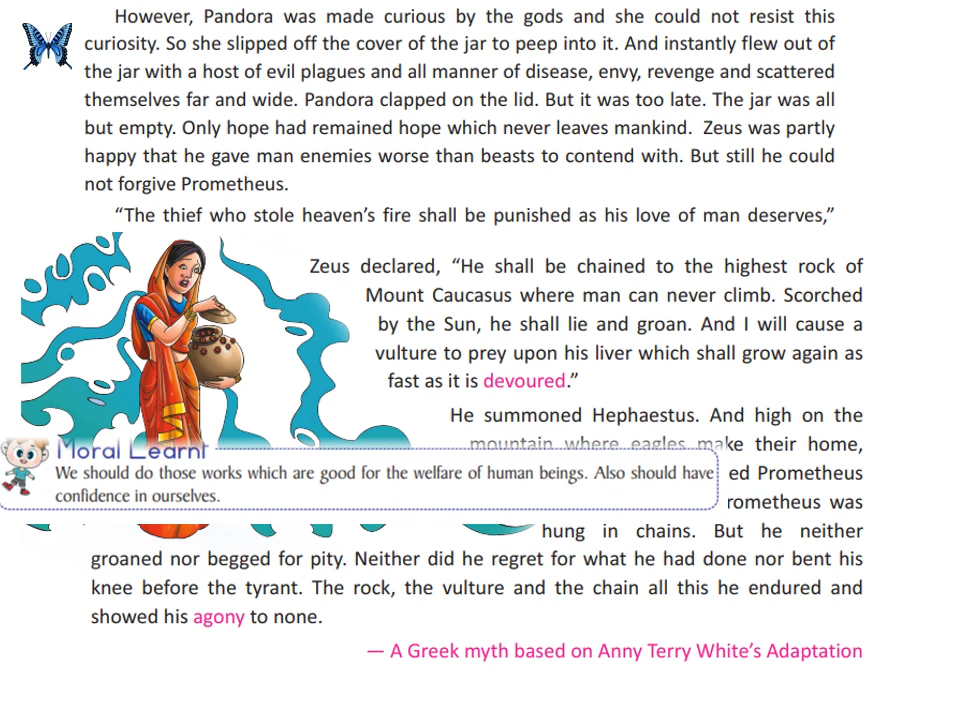 However, Pandora was made curious by the gods and she could not resist this
curiosity. So she slipped off the cover of the jar to peep into it. And instantly flew out of
the jar with a host of evil plagues and all manner of disease, envy, revenge and scattered
themselves far and wide. Pandora clapped on the lid. But it was too late. The jar was all
but empty. Only hope had remained hope which never leaves mankind. Zeus was partly
happy that he gave man enemies worse than beasts to contend with. But still he could
not forgive Prometheus.
“The thief who stole heaven’s fire shall be punished as his love of man deserves,”
Zeus declared, “He shall be chained to the highest rock of
Mount Caucasus where man can never climb. Scorched
by the Sun, he shall lie and groan. And I will cause a
vulture to prey upon his liver which shall grow again as
fast as it is devoured.”
He summoned Hephaestus. And high on the
mountain where eagles make their home,
Moral Learnt
We should do those works which are good for the welfare of human beings. Also should have
confidence in ourselves.
ed Prometheus
rometheus was
hung in chains. But he neither
groaned nor begged for pity. Neither did he regret for what he had done nor bent his
knee before the tyrant. The rock, the vulture and the chain all this he endured and
showed his agony to none.
— A Greek myth based on Anny Terry White’s Adaptation